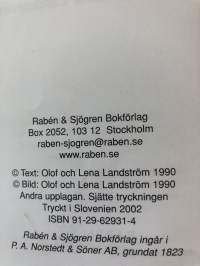 Rabén & Sjögren Bokförlag
Box 2052, 103 12 Stockholm
raben-sjogren@raben.se
www.raben.se
© Text: Olof och Lena Landström 1990
© Bild: Olof och Lena Landström 1990
Andra upplagan. Sjätte tryckningen
Tryckt i Slovenien 2002
ISBN 91-29-62931-4
Rabén & Sjögren Bokförlag ingår i
P. A. Norstedt & Söner AB, grundat 1823